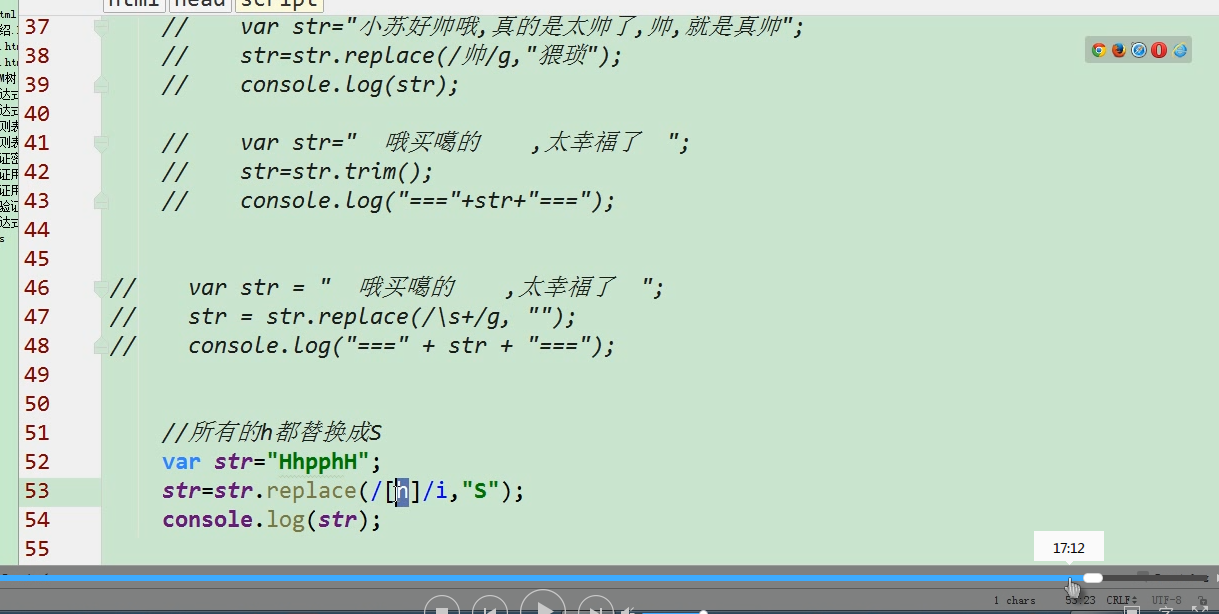 html head script
37 // var str="小苏好帅哦,真的是太帅了,帅,就是真帅";
38 // str=str.replace(/帅/g,"猥琐");
39 // console.log(str);
40
41 // var str="  哦买噶的    ,太幸福了  ";
42 // str=str.trim();
43 // console.log("==="+str+"===");
44
45
46 // var str = "  哦买噶的    ,太幸福了  ";
47 // str = str.replace(/\s+/g, "");
48 // console.log("===" + str + "===");
49
50
51 //所有的h都替换成S
52 var str="HhpphH";
53 str=str.replace(/[h]/i,"S");
54 console.log(str);
55
17:12
1 chars 53:23 CRLF UTF-8